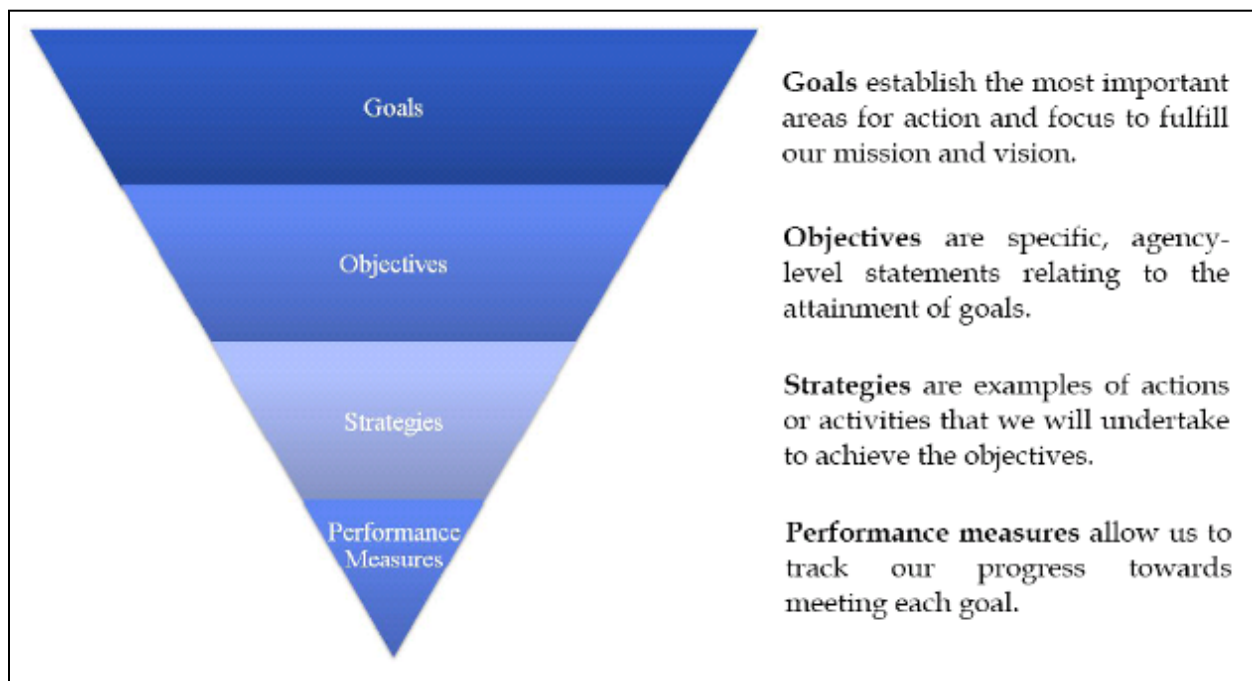 Goals
Goals establish the most important
areas for action and focus to fulfill
our mission and vision.
Objectives
Objectives are specific, agency-
level statements relating to the
attainment of goals.
Strategies
Strategies are examples of actions
or activities that we will undertake
to achieve the objectives.
Performance
Measures
Performance measures allow us to
track our progress towards
meeting each goal.